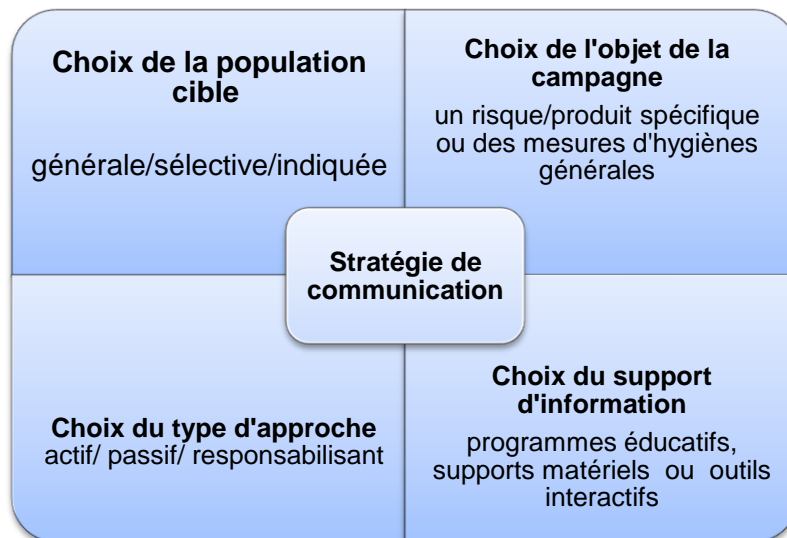 Choix de la population
cible
générale/sélective/indiquée
Choix de l'objet de la
campagne
un risque/produit spécifique
ou des mesures d'hygiènes
générales
Stratégie de
communication
Choix du type d'approche
actif/ passif/ responsabilisant
Choix du support
d'information
programmes éducatifs,
supports matériels ou outils
interactifs